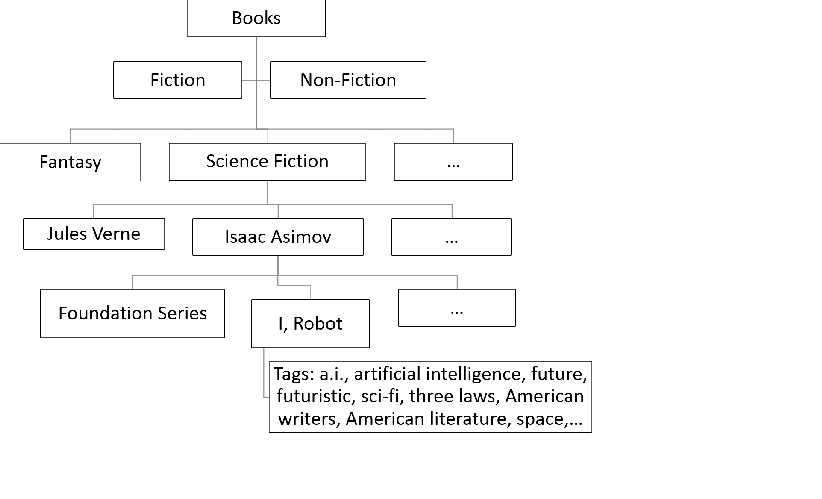 Books
Fiction
Non-Fiction
Fantasy
Science Fiction
...
Jules Verne
Isaac Asimov
...
Foundation Series
I, Robot
...
Tags: a.i., artificial intelligence, future,
futuristic, sci-fi, three laws, American
writers, American literature, space,...